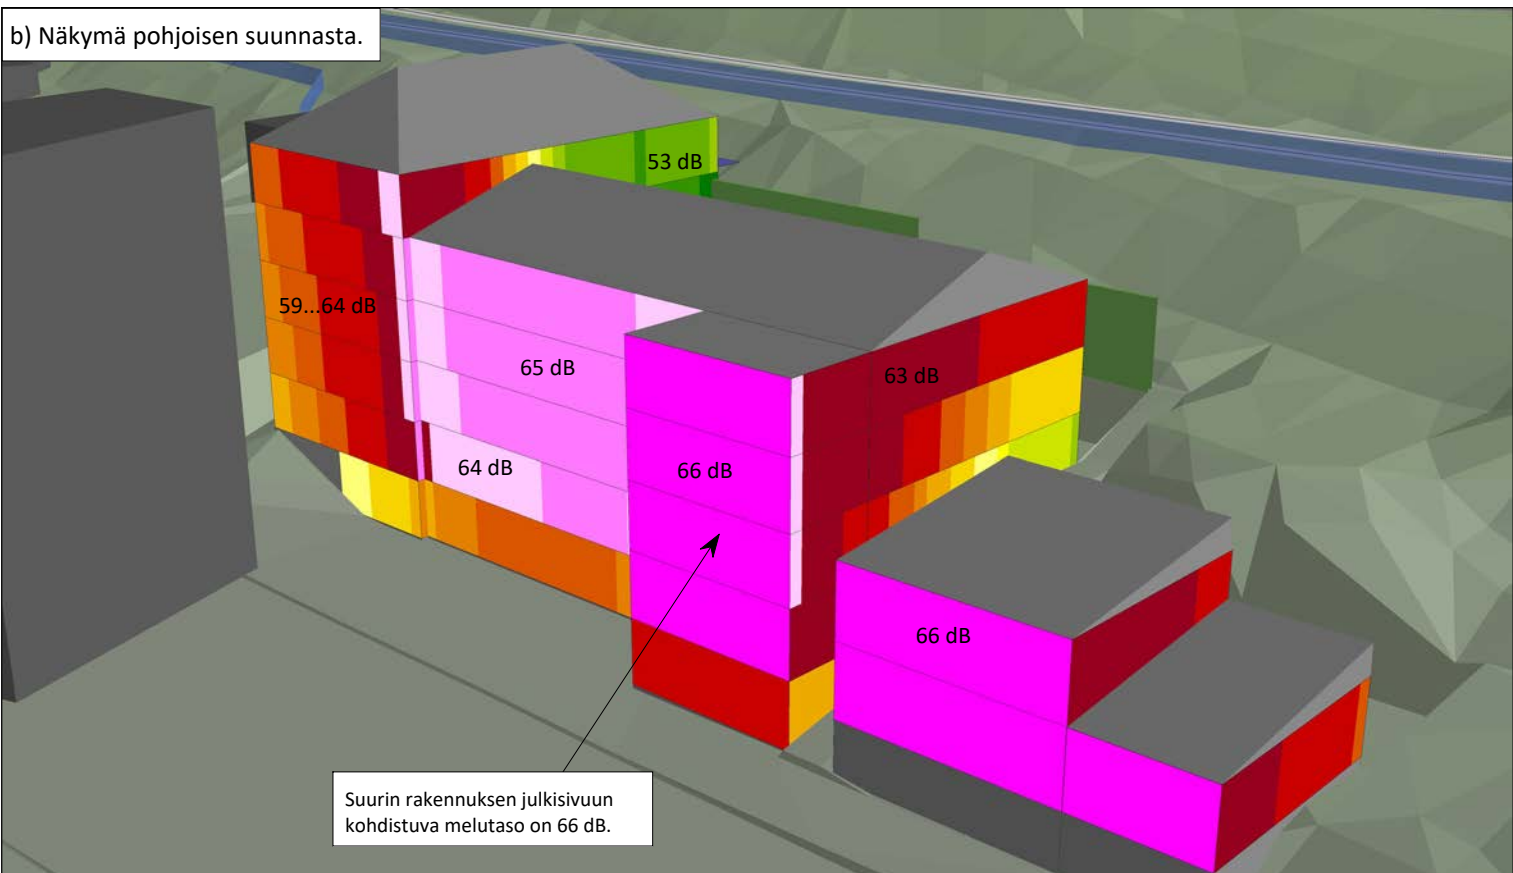 b) Näkymä pohjoisen suunnasta.
53 dB
59...64 dB
65 dB
63 dB
64 dB
66 dB
66 dB
Suurin rakennuksen julkisivuun
kohdistuva melutaso on 66 dB.